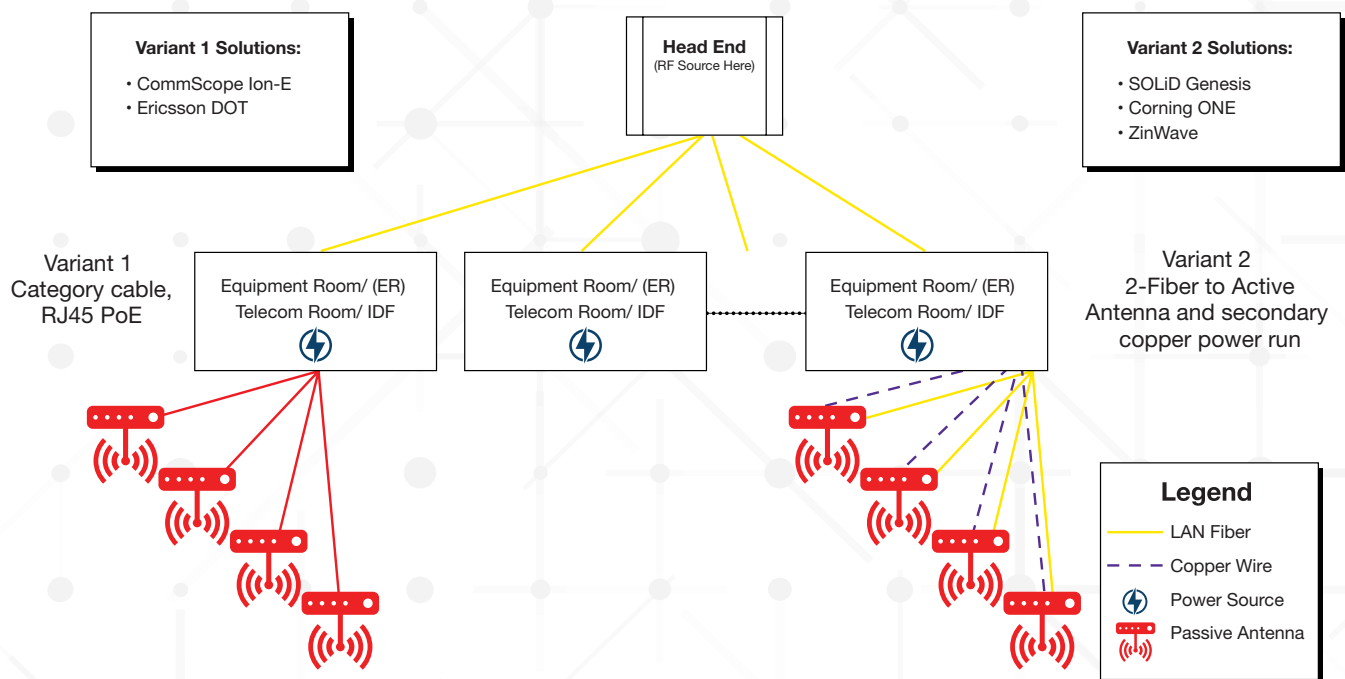 Variant 1 Solutions:
• CommScope Ion-E
• Ericsson DOT
Head End
(RF Source Here)
Variant 2 Solutions:
• SOLiD Genesis
• Corning ONE
• ZinWave
Variant 1
Category cable,
RJ45 PoE
Equipment Room/ (ER)
Telecom Room/ IDF
Equipment Room/ (ER)
Telecom Room/ IDF
Equipment Room/ (ER)
Telecom Room/ IDF
Variant 2
2-Fiber to Active
Antenna and secondary
copper power run
Legend
LAN Fiber
Copper Wire
Power Source
Passive Antenna